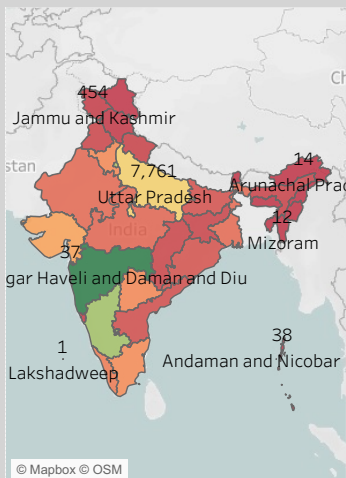 454
Jammu and Kashmir
7,761
Uttar Pradesh
14
Arunachal Prad
12
Mizoram
India
37
gar Haveli and Daman and Diu
1
Lakshadweep
38
Andaman and Nicobar
© Mapbox © OSM